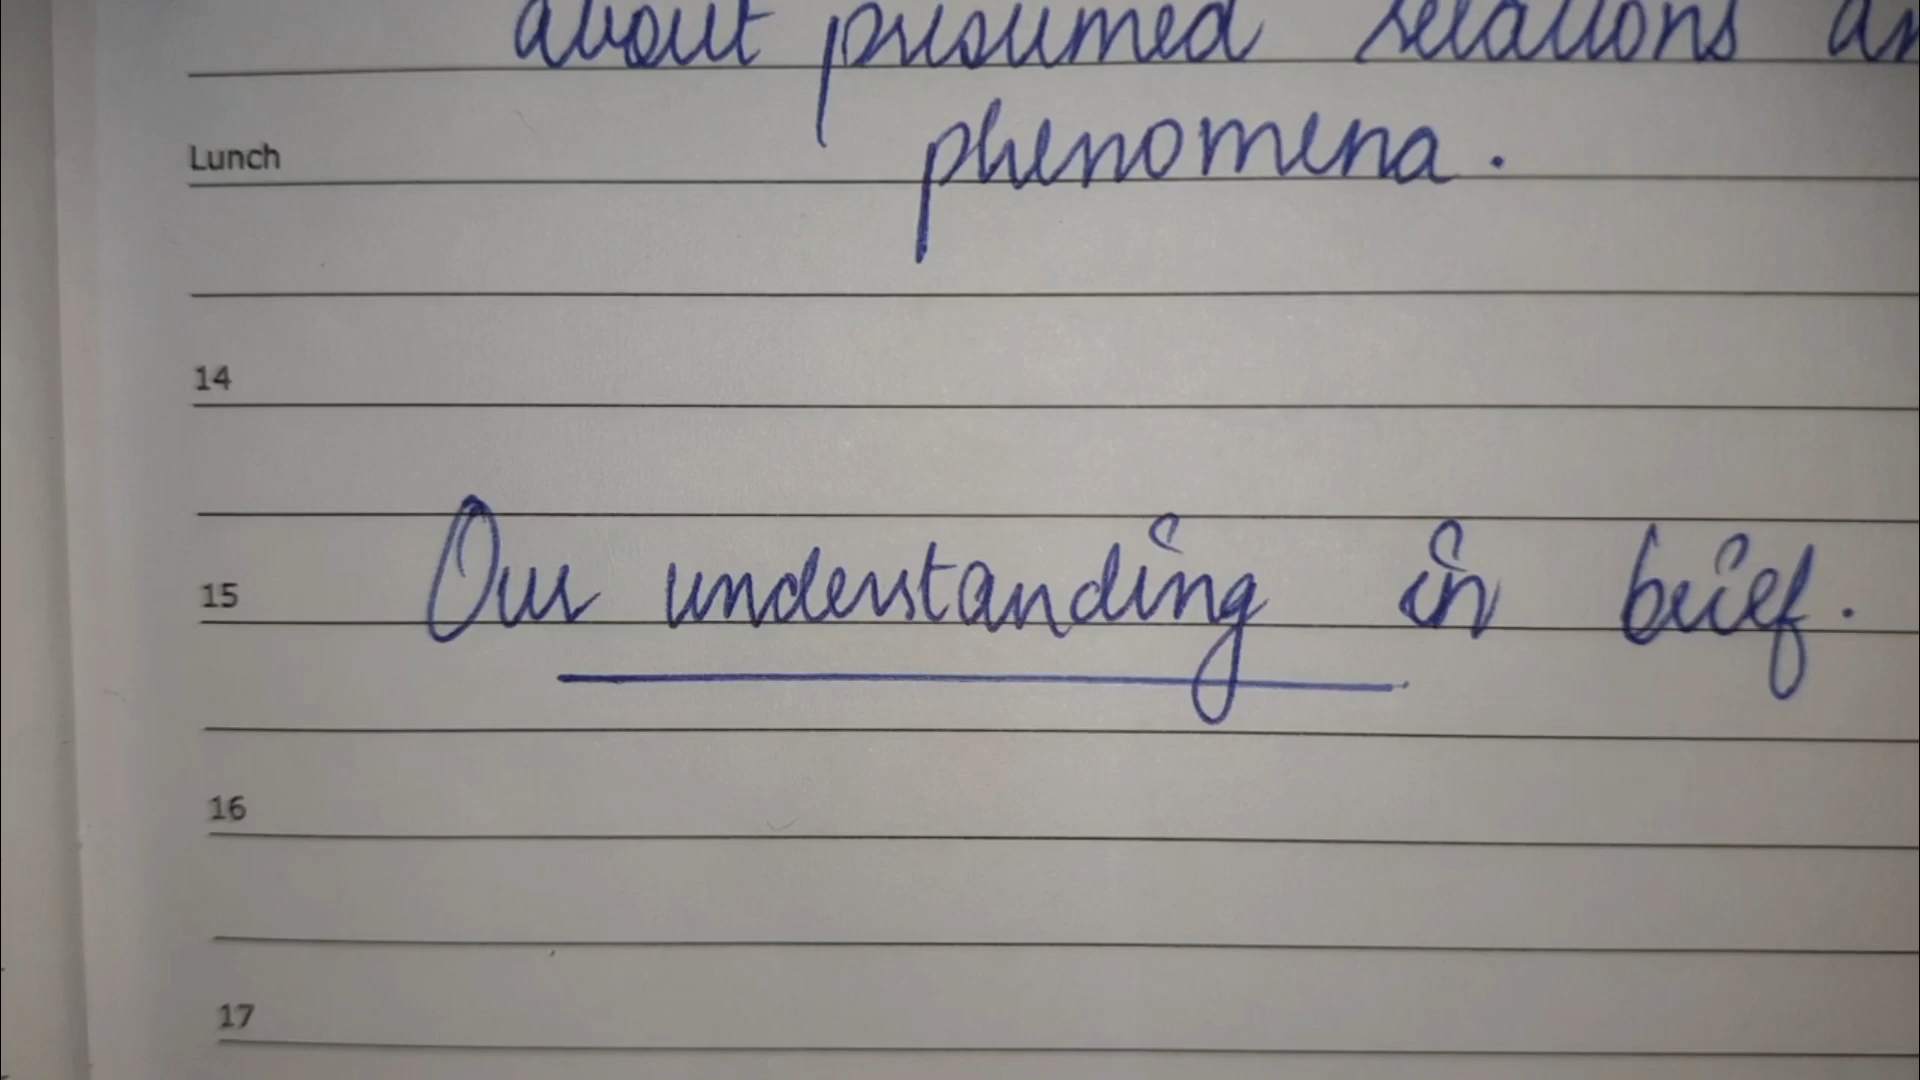 about presumed relations
Lunch
phenomena.
14
15 Our understanding in brief.
16
17